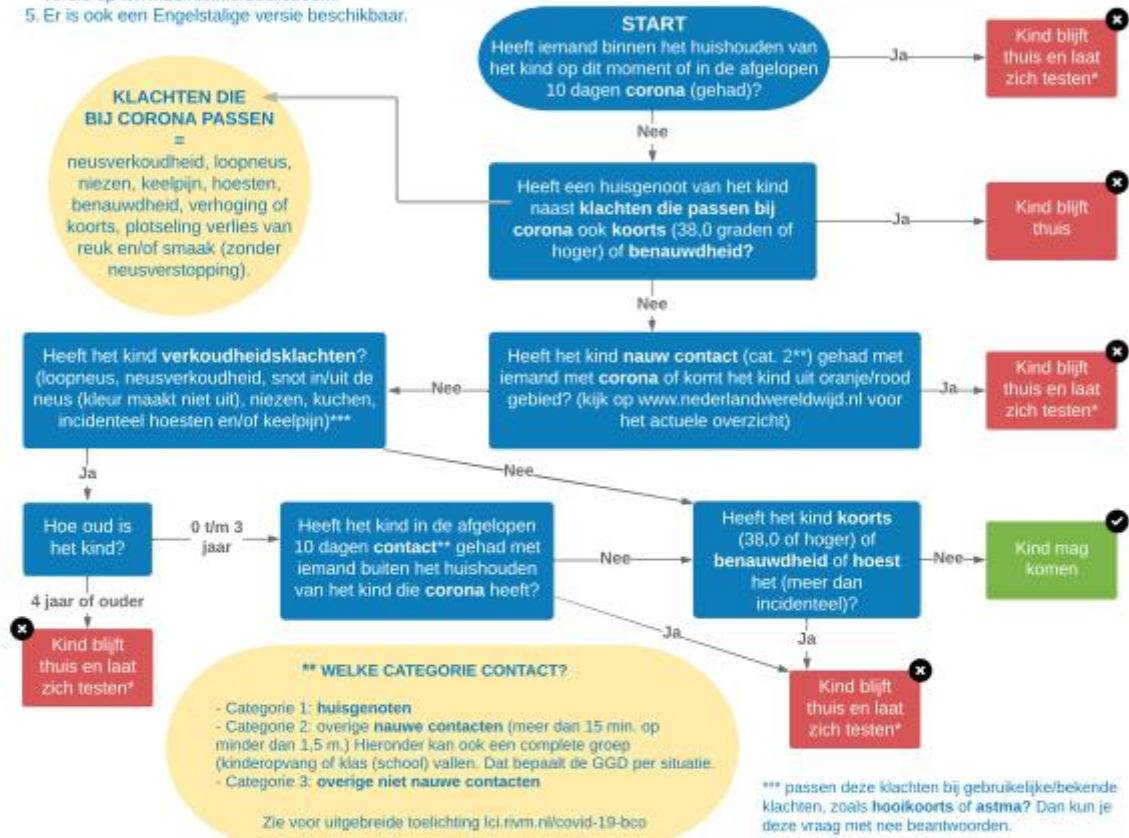 5. Er is ook een Engelstalige versie beschikbaar.
START
Heeft iemand binnen het huishouden van
het kind op dit moment of in de afgelopen
10 dagen corona (gehad)?
Ja
Kind blijft
thuis en laat
zich testen*
Nee
KLACHTEN DIE
BIJ CORONA PASSEN
=
neusverkoudheid, loopneus,
niezen, keelpijn, hoesten,
benauwdheid, verhoging of
koorts, plotseling verlies van
reuk en/of smaak (zonder
neusverstopping).
Heeft een huisgenoot van het kind
naast klachten die passen bij
corona ook koorts (38,0 graden of
hoger) of benauwdheid?
Ja
Kind blijft
thuis
Nee
Heeft het kind nauw contact (cat. 2**) gehad met
iemand met corona of komt het kind uit oranje/rood
gebied? (kijk op www.nederlandwereldwijd.nl voor
het actuele overzicht)
Ja
Kind blijft
thuis en laat
zich testen*
Nee
Heeft het kind verkoudheidsklachten?
(loopneus, neusverkoudheid, snot in/uit de
neus (kleur maakt niet uit), niezen, kuchen,
incidenteel hoesten en/of keelpijn)***
Ja
Nee
Hoe oud is
het kind?
0 t/m 3
jaar
Heeft het kind in de afgelopen
10 dagen contact** gehad met
iemand buiten het huishouden
van het kind die corona heeft?
Nee
Heeft het kind koorts
(38,0 of hoger) of
benauwdheid of hoest
het (meer dan
incidenteel)?
Nee
Kind mag
komen
4 jaar of ouder
Kind blijft
thuis en laat
zich testen*
Ja
Ja
Kind blijft
thuis en laat
zich testen*
** WELKE CATEGORIE CONTACT?
- Categorie 1: huisgenoten
- Categorie 2: overige nauwe contacten (meer dan 15 min. op
minder dan 1,5 m.) Hieronder kan ook een complete groep
(kinderopvang of klas (school) vallen. Dat bepaalt de GGD per situatie.
- Categorie 3: overige niet nauwe contacten
Zie voor uitgebreide toelichting lci.rivm.nl/covid-19-bco
*** passen deze klachten bij gebruikelijke/bekende
klachten, zoals hooikoorts of astma? Dan kun je
deze vraag met nee beantwoorden.